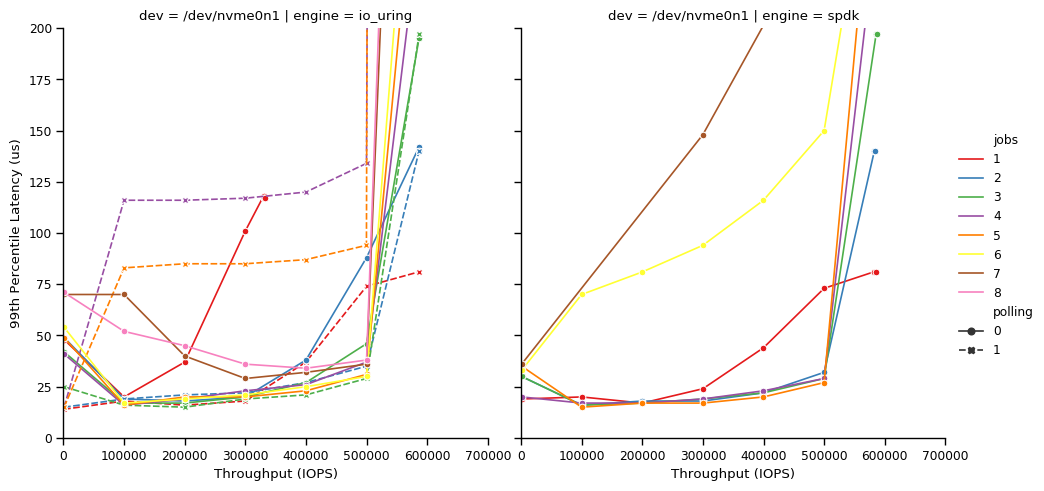 dev = /dev/nvme0n1 | engine = io_uring
dev = /dev/nvme0n1 | engine = spdk
99th Percentile Latency (us)
200
175
150
125
100
75
50
25
0
0 100000 200000 300000 400000 500000 600000 700000
0 100000 200000 300000 400000 500000 600000 700000
Throughput (IOPS)
Throughput (IOPS)
jobs
1
2
3
4
5
6
7
8
polling
0
1